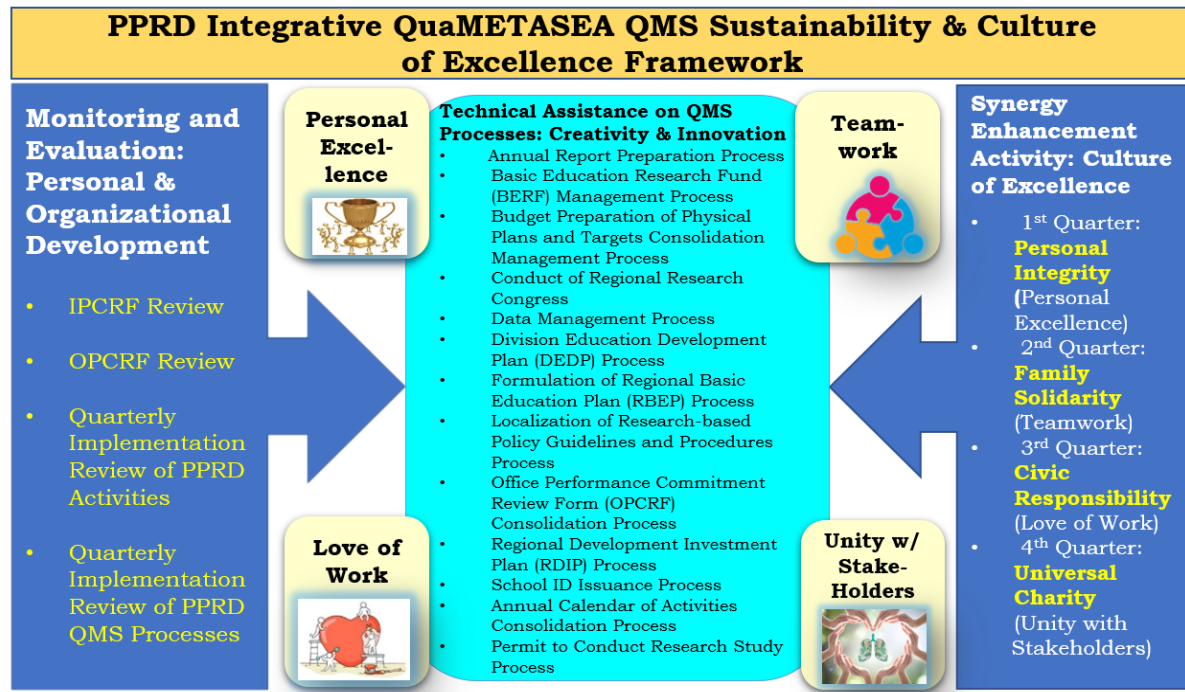 PPRD Integrative QuaMETASEA QMS Sustainability & Culture
of Excellence Framework
Monitoring and
Evaluation:
Personal &
Organizational
Development
• IPCRF Review
• OPCRF Review
• Quarterly
Implementation
Review of PPRD
Activities
• Quarterly
Implementation
Review of PPRD
QMS Processes
Personal
Excel-
lence
Love of
Work
Technical Assistance on QMS
Processes: Creativity & Innovation
• Annual Report Preparation Process
• Basic Education Research Fund
(BERF) Management Process
• Budget Preparation of Physical
Plans and Targets Consolidation
Management Process
• Conduct of Regional Research
Congress
• Data Management Process
• Division Education Development
Plan (DEDP) Process
• Formulation of Regional Basic
Education Plan (RBEP) Process
• Localization of Research-based
Policy Guidelines and Procedures
Process
• Office Performance Commitment
Review Form (OPCRF)
Consolidation Process
• Regional Development Investment
Plan (RDIP) Process
• School ID Issuance Process
• Annual Calendar of Activities
Consolidation Process
• Permit to Conduct Research Study
Process
Team-
work
Unity w/
Stake-
Holders
Synergy
Enhancement
Activity: Culture
of Excellence
• 1st Quarter:
Personal
Integrity
(Personal
Excellence)
• 2nd Quarter:
Family
Solidarity
(Teamwork)
• 3rd Quarter:
Civic
Responsibility
(Love of Work)
• 4th Quarter:
Universal
Charity
(Unity with
Stakeholders)